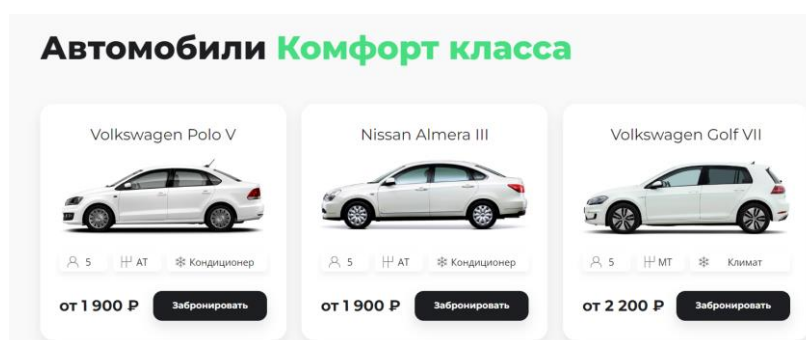 Автомобили Комфорт класса
Volkswagen Polo V
5 AT Кондиционер
от 1 900 ₽ Забронировать
Nissan Almera III
5 AT Кондиционер
от 1 900 ₽ Забронировать
Volkswagen Golf VII
5 MT Климат
от 2 200 ₽ Забронировать